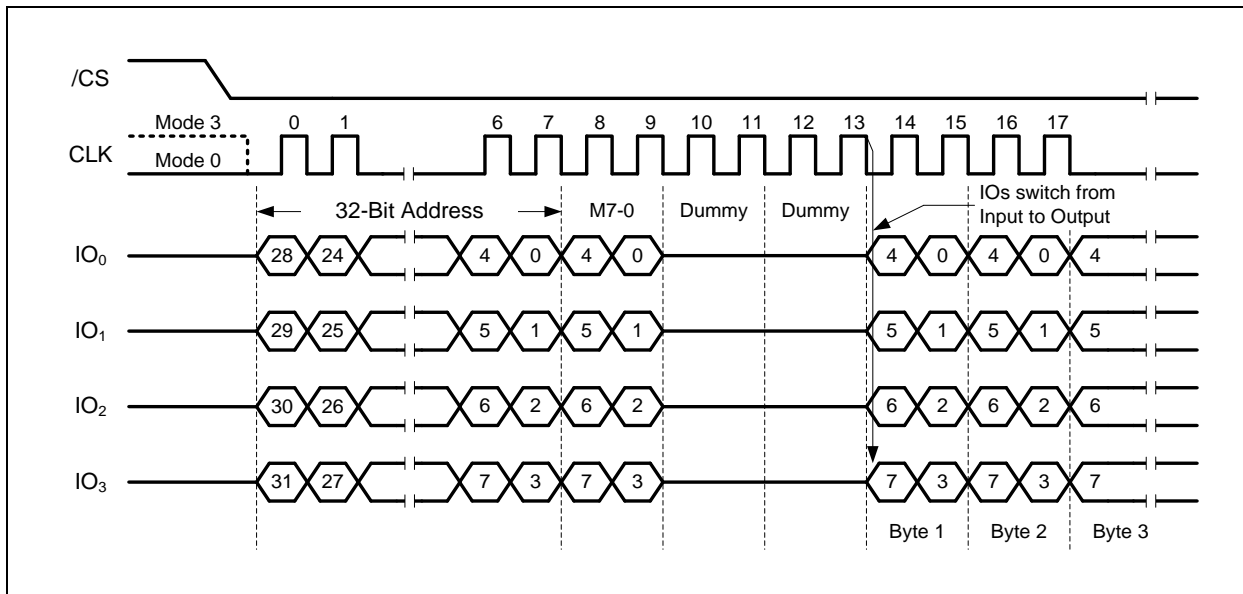 /CS
Mode 3 0 1 6 7 8 9 10 11 12 13 14 15 16 17
CLK Mode 0
32-Bit Address M7-0 Dummy Dummy IOs switch from
Input to Output
IO₀ 28 24 4 0 4 0 4 0 4 0 4
IO₁ 29 25 5 1 5 1 5 1 5 1 5
IO₂ 30 26 6 2 6 2 6 2 6 2 6
IO₃ 31 27 7 3 7 3 7 3 7 3 7
Byte 1 Byte 2 Byte 3